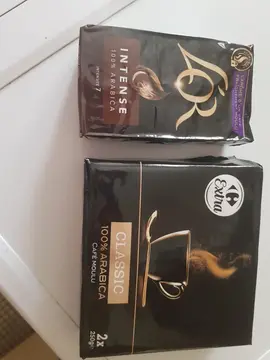 L'OR
INTENSE
100% ARABICA
Extra
CLASSIC
100% ARABICA
CAFÉ MOULU
2x
250g